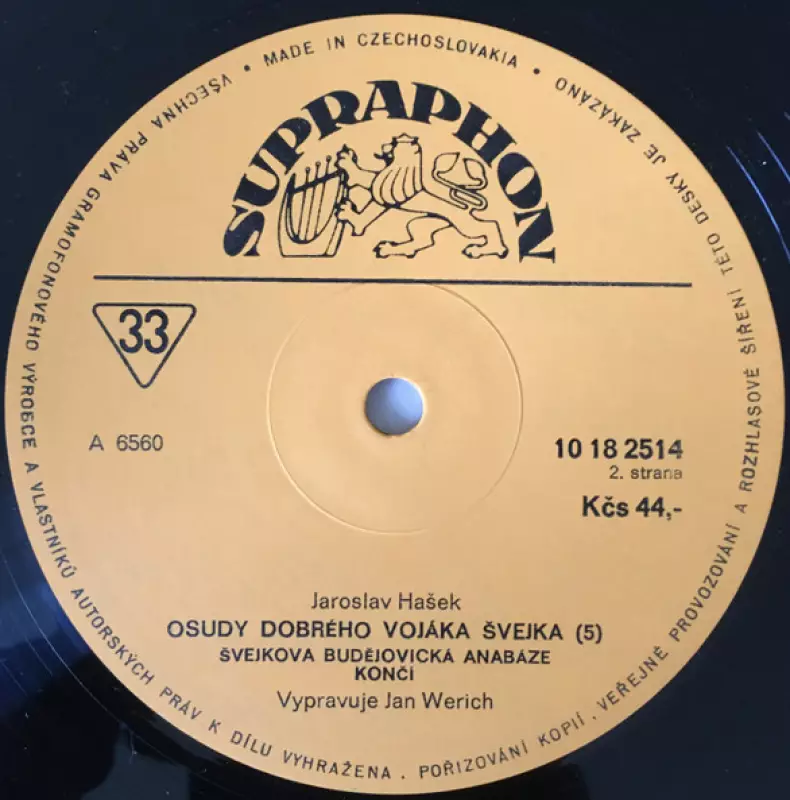 VŠECHNA PRÁVA GRAMOFONOVÉHO VÝROBCE A VLASTNÍKŮ AUTORSKÝCH PRÁV K DÍLU VYHRAŽENA . POŘIZOVÁNÍ KOPIÍ . VEŘEJNÉ PROVOZOVÁNÍ A ROZHLASOVÉ ŠÍŘENÍ TÉTO DESKY JE ZAKÁZÁNO
• MADE IN CZECHOSLOVAKIA •
SUPRAPHON
33
A 6560
10 18 2514
2. strana
Kčs 44,-
Jaroslav Hašek
OSUDY DOBRÉHO VOJÁKA ŠVEJKA (5)
ŠVEJKOVA BUDĚJOVICKÁ ANABÁZE
KONČÍ
Vypravuje Jan Werich